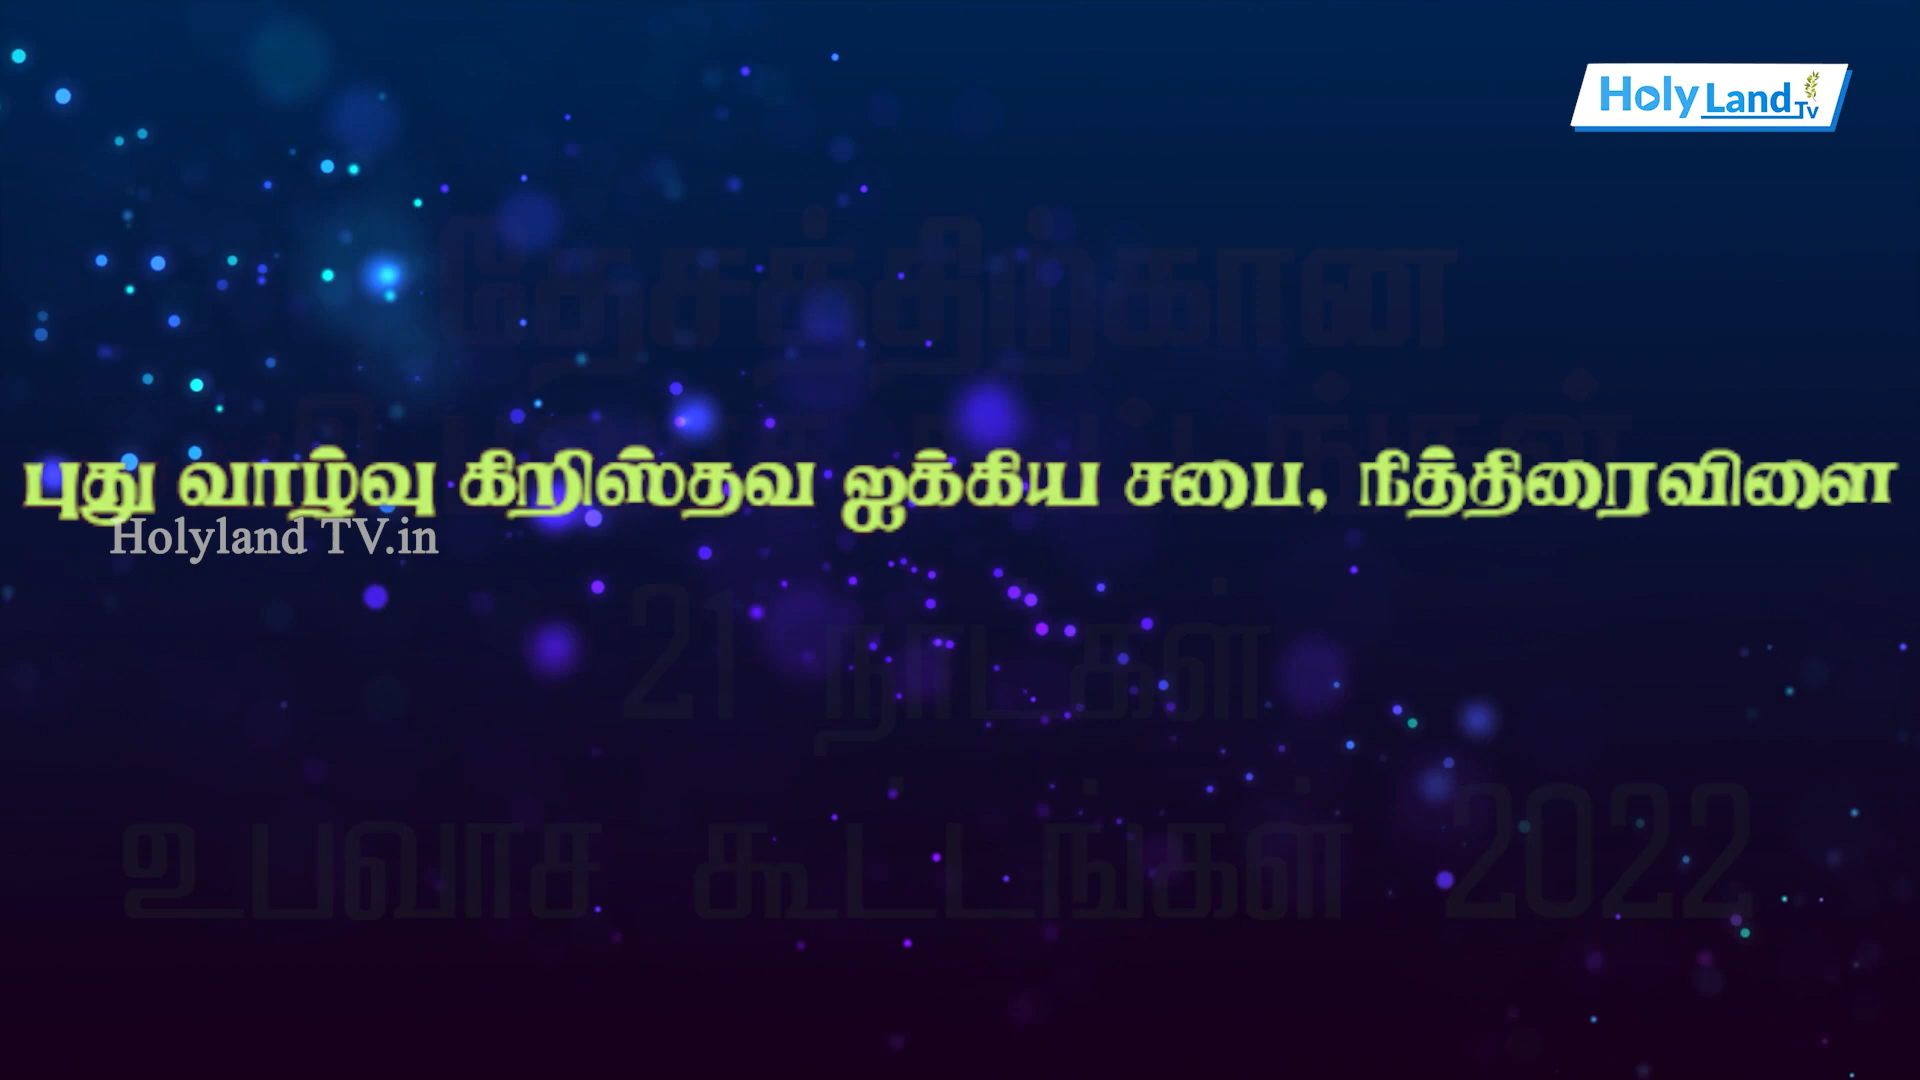 Holy Land TV
தேசத்திற்கான
புது வாழ்வு கிறிஸ்தவ ஐக்கிய சபை, நித்திரைவிளை
Holyland TV.in
21 நாட்கள்
உபவாச கூட்டங்கள் 2022